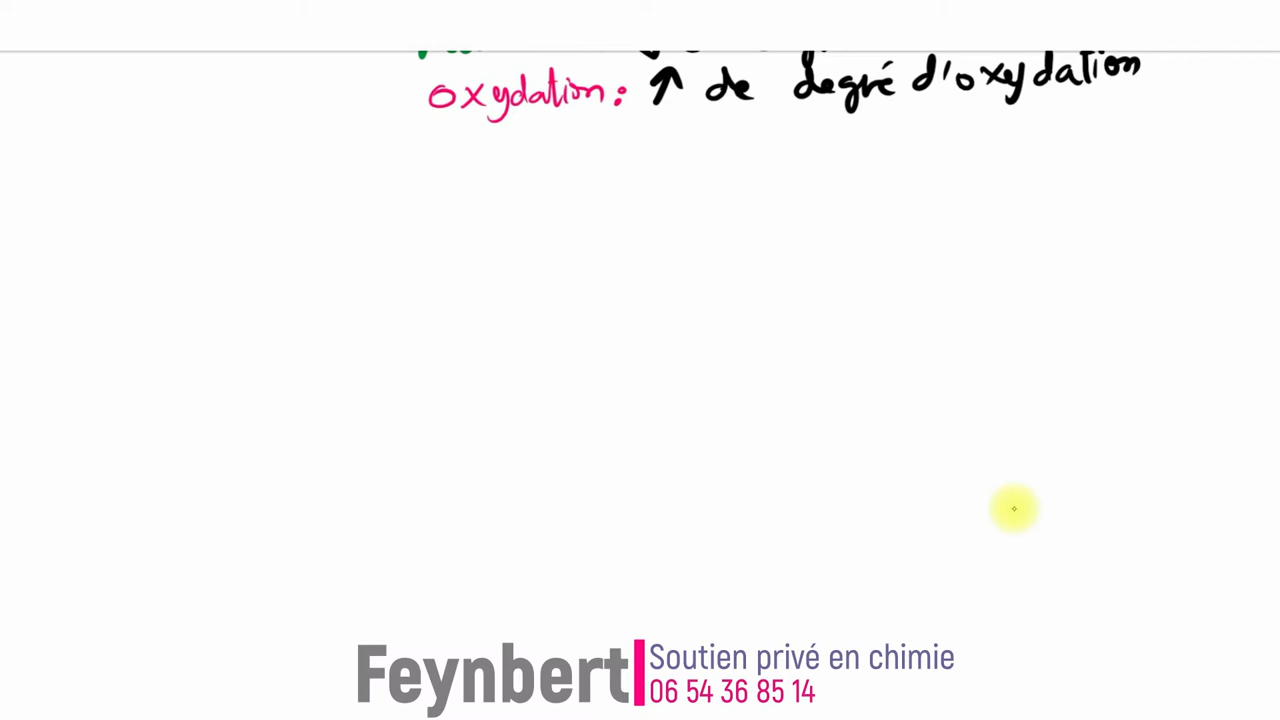 oxydation: ↑ de degré d'oxydation
Feynbert
Soutien privé en chimie
06 54 36 85 14